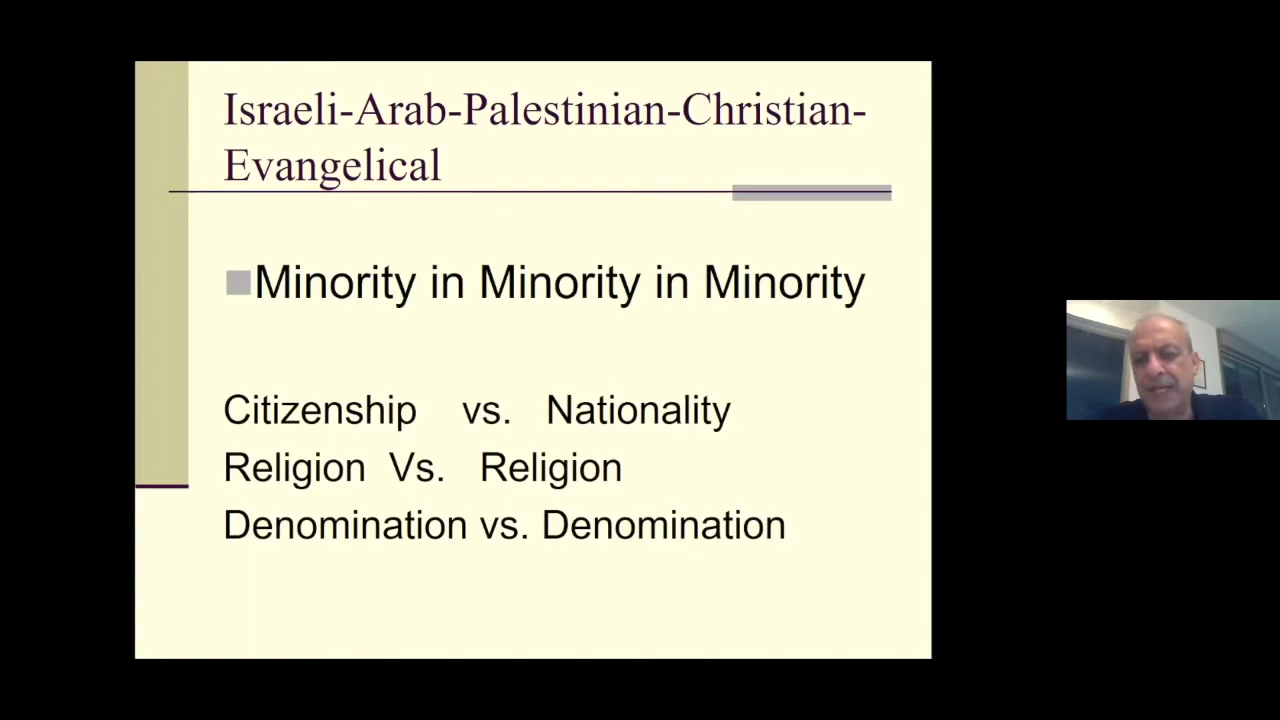 Israeli-Arab-Palestinian-Christian-
Evangelical
Minority in Minority in Minority
Citizenship vs. Nationality
Religion Vs. Religion
Denomination vs. Denomination